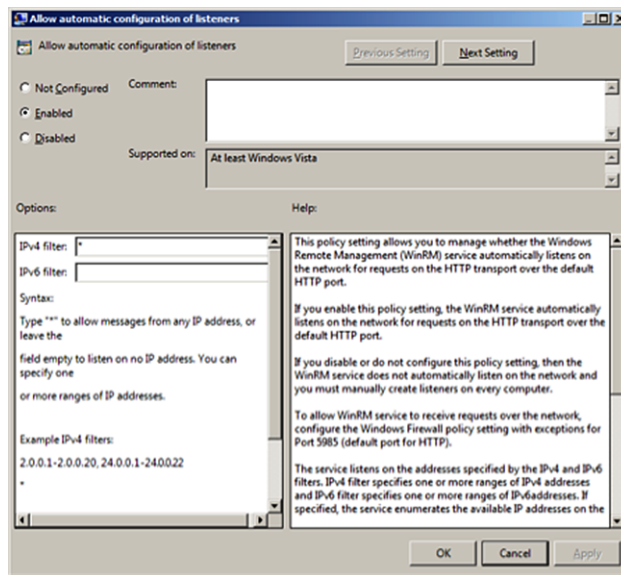 Allow automatic configuration of listeners
Allow automatic configuration of listeners
Previous Setting
Next Setting
Not Configured
Comment:
Enabled
Disabled
Supported on:
At least Windows Vista
Options:
Help:
IPv4 filter: *
IPv6 filter:
Syntax:
Type "*" to allow messages from any IP address, or
leave the
field empty to listen on no IP address. You can
specify one
or more ranges of IP addresses.
Example IPv4 filters:
2.0.0.1-2.0.0.20, 24.0.0.1-24.0.0.22
*
This policy setting allows you to manage whether the Windows
Remote Management (WinRM) service automatically listens on
the network for requests on the HTTP transport over the default
HTTP port.
If you enable this policy setting, the WinRM service automatically
listens on the network for requests on the HTTP transport over the
default HTTP port.
If you disable or do not configure this policy setting, then the
WinRM service does not automatically listen on the network and
you must manually create listeners on every computer.
To allow WinRM service to receive requests over the network,
configure the Windows Firewall policy setting with exceptions for
Port 5985 (default port for HTTP).
The service listens on the addresses specified by the IPv4 and IPv6
filters. IPv4 filter specifies one or more ranges of IPv4 addresses
and IPv6 filter specifies one or more ranges of IPv6addresses. If
specified, the service enumerates the available IP addresses on the
OK
Cancel
Apply